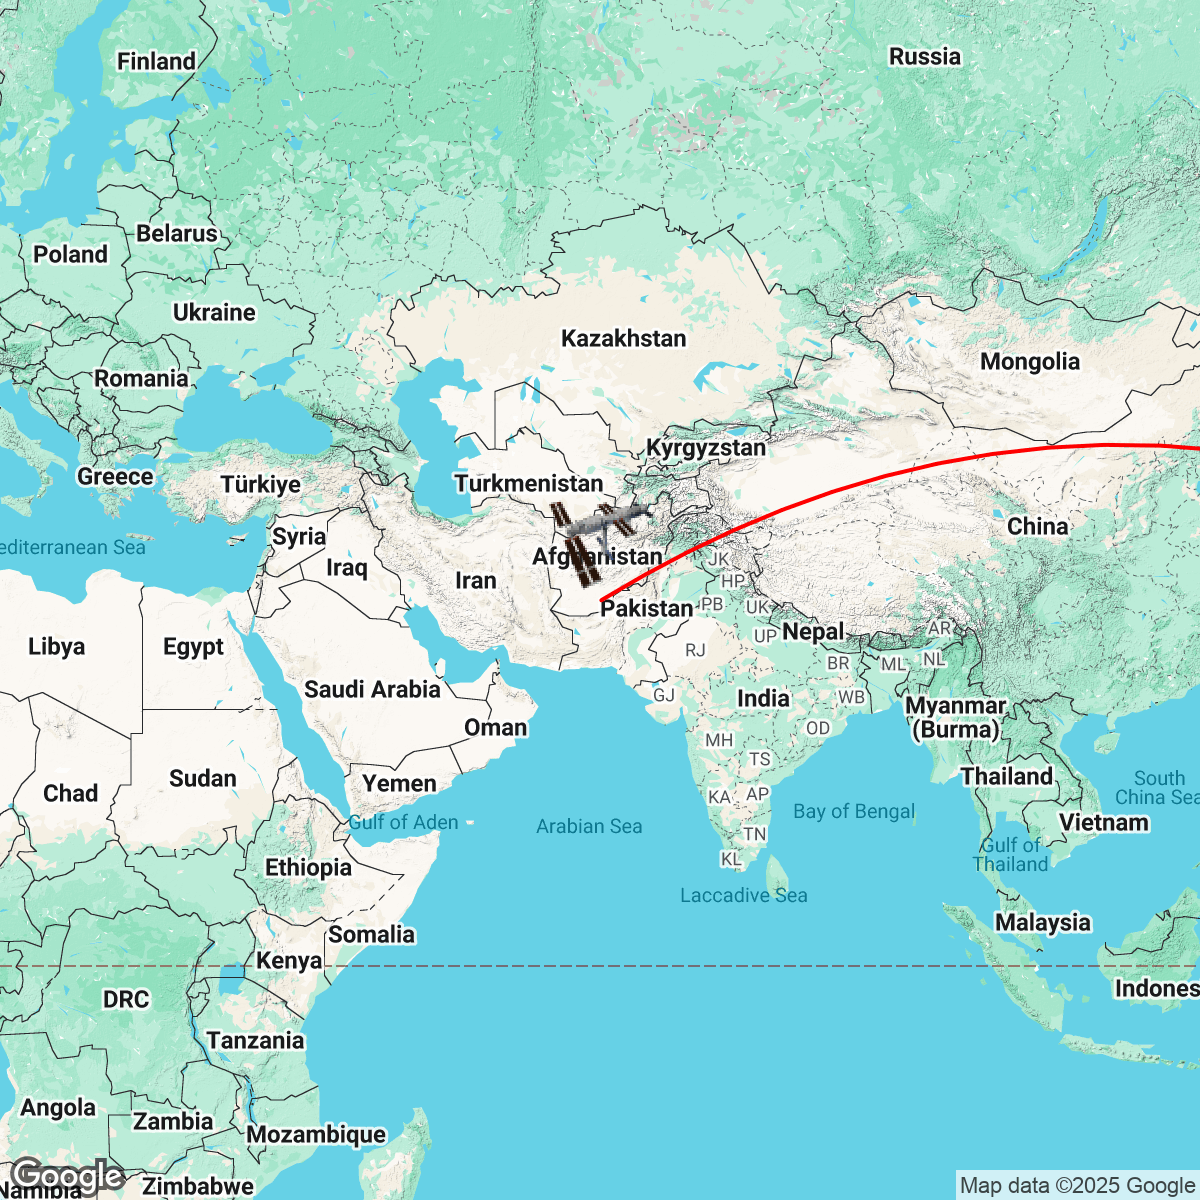 Finland
Russia
Belarus
Poland
Ukraine
Kazakhstan
Mongolia
Romania
Kyrgyzstan
Greece
Türkiye
Turkmenistan
Syria
China
editerranean Sea
Afghanistan
Iraq
JK
Iran
HP
PB
Pakistan
UK
AR
Nepal
UP
Libya
Egypt
RJ
NL
BR
ML
Saudi Arabia
GJ
India
WB
Myanmar
(Burma)
Oman
OD
MH
TS
Sudan
Thailand
South
China Sea
Yemen
Chad
KA
AP
Bay of Bengal
Gulf of Aden
Arabian Sea
Vietnam
TN
Gulf of
Thailand
KL
Ethiopia
Laccadive Sea
Malaysia
Somalia
Kenya
Indones
DRC
Tanzania
Angola
Zambia
Mozambique
Google
Namibia
Zimbabwe
Map data ©2025 Google